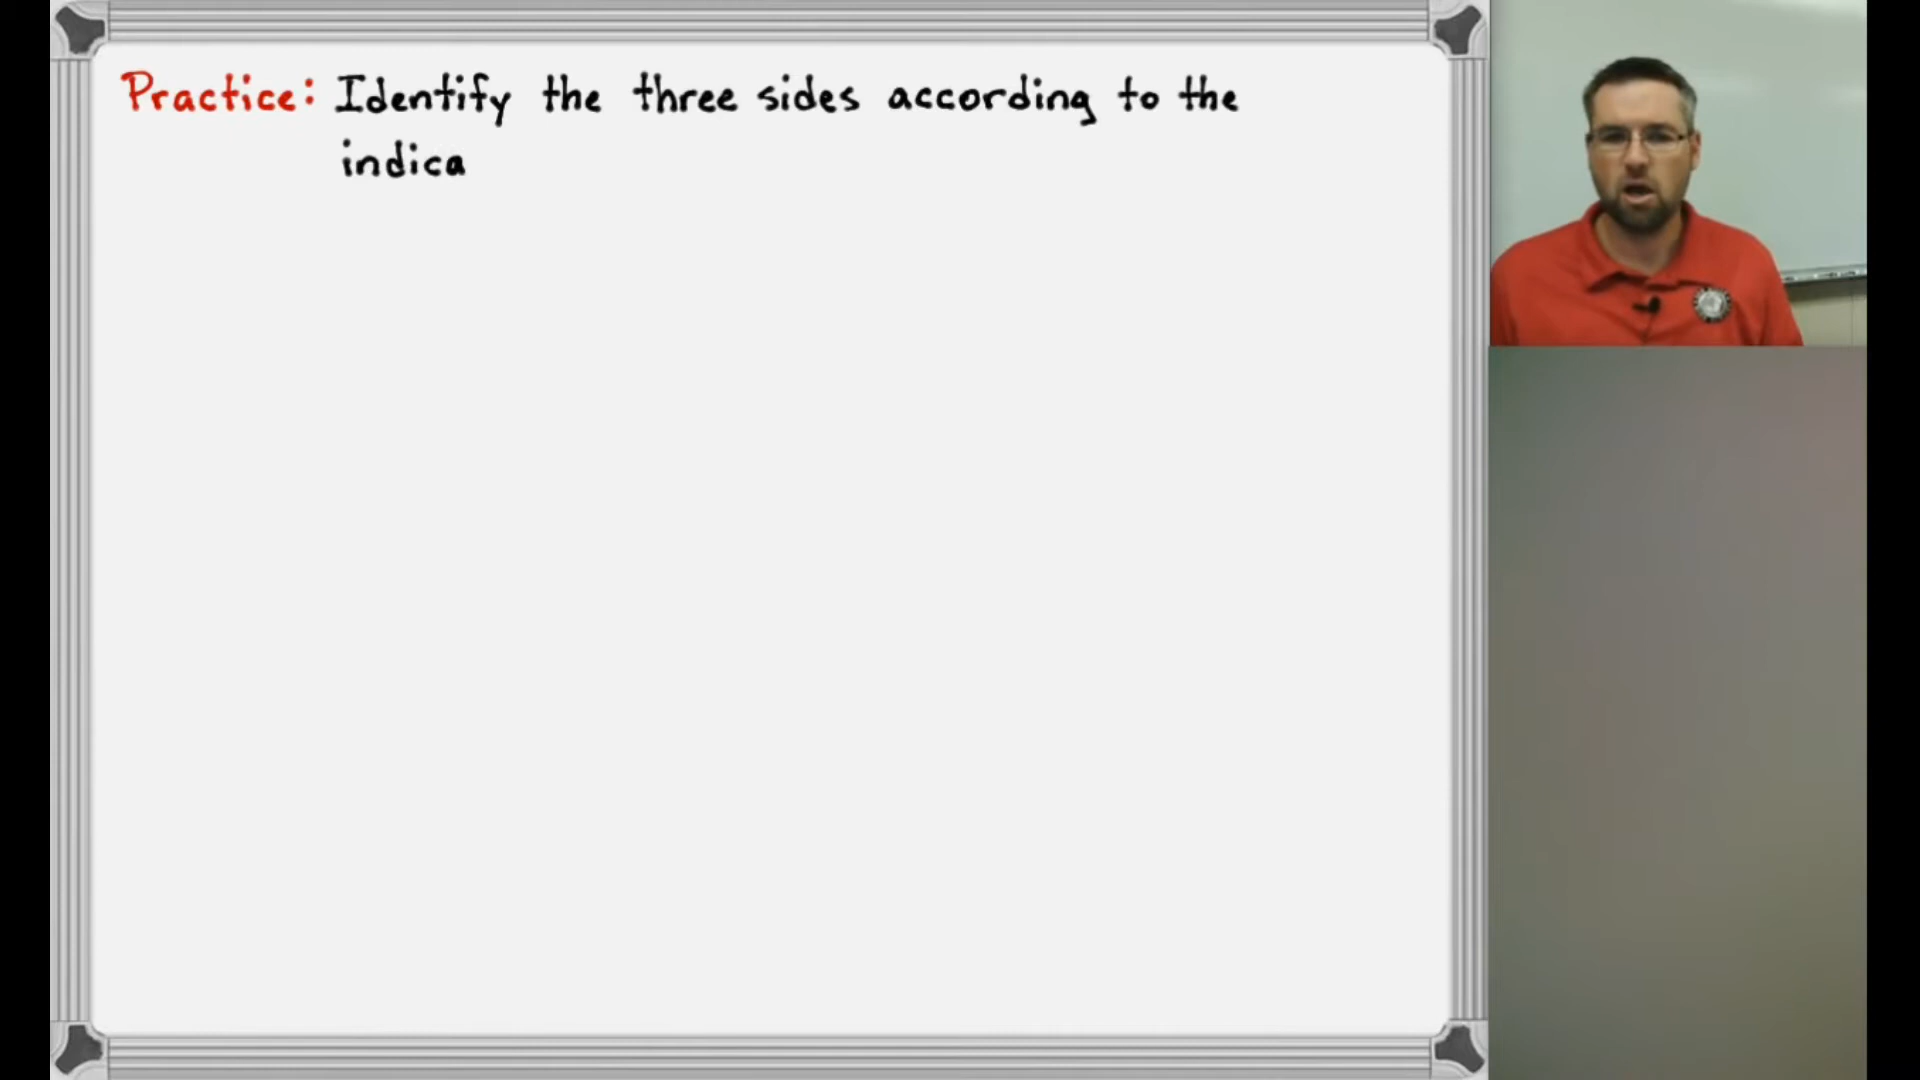 Practice: Identify the three sides according to the
indica